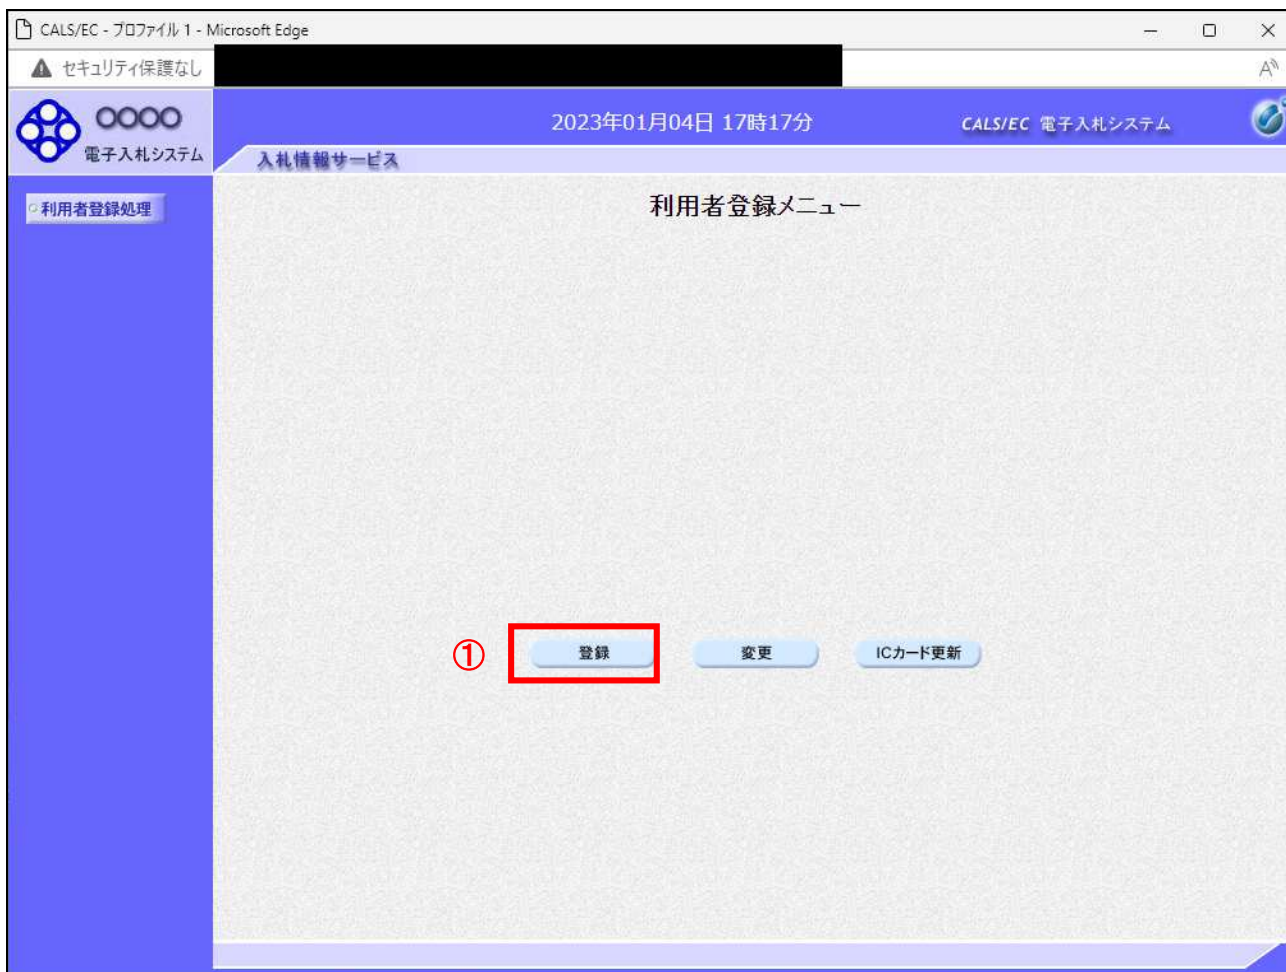 CALS/EC - プロファイル 1 - Microsoft Edge
セキュリティ保護なし
〇〇〇〇
電子入札システム
2023年01月04日 17時17分
CALS/EC 電子入札システム
入札情報サービス
利用者登録処理
利用者登録メニュー
①
登録
変更
ICカード更新